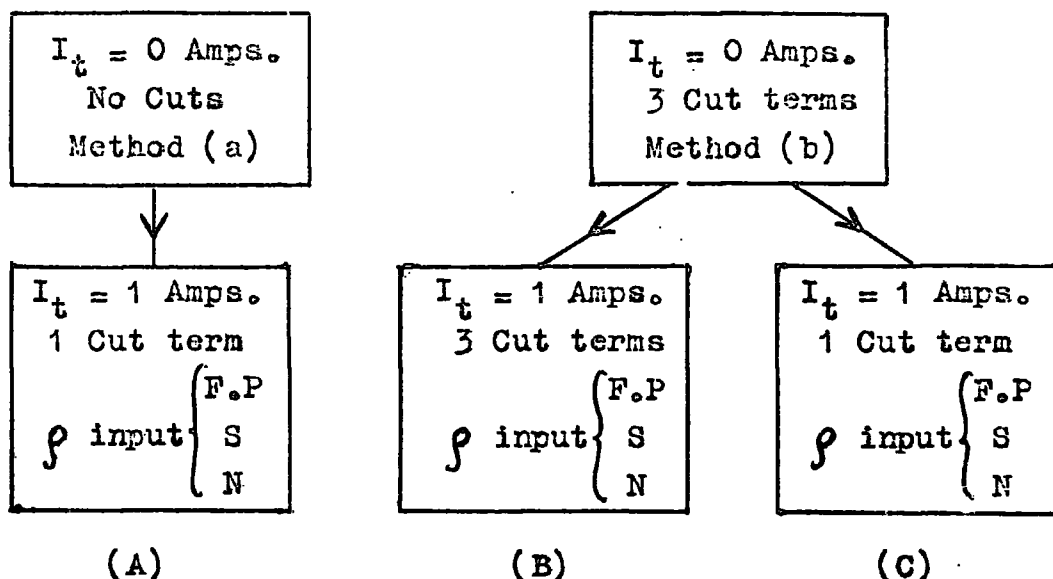 I_t = 0 Amps.
No Cuts
Method (a)
I_t = 0 Amps.
3 Cut terms
Method (b)
I_t = 1 Amps.
1 Cut term
ρ input { F.P
S
N
(A)
I_t = 1 Amps.
3 Cut terms
ρ input { F.P
S
N
(B)
I_t = 1 Amps.
1 Cut term
ρ input { F.P
S
N
(C)